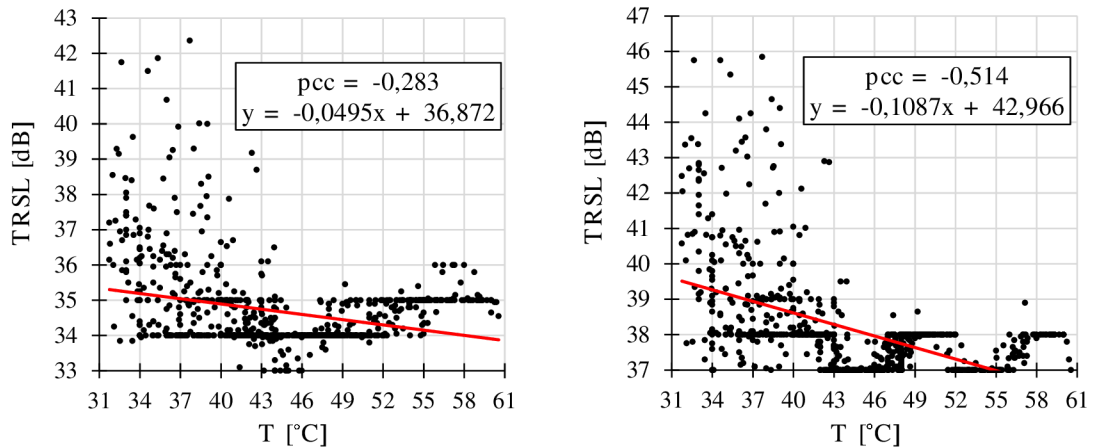 43
42
41
40
39
38
37
36
35
34
33
TRSL [dB]
pcc = -0,283
y = -0,0495x + 36,872
31 34 37 40 43 46 49 52 55 58 61
T [°C]
47
46
45
44
43
42
41
40
39
38
37
TRSL [dB]
pcc = -0,514
y = -0,1087x + 42,966
31 34 37 40 43 46 49 52 55 58 61
T [°C]